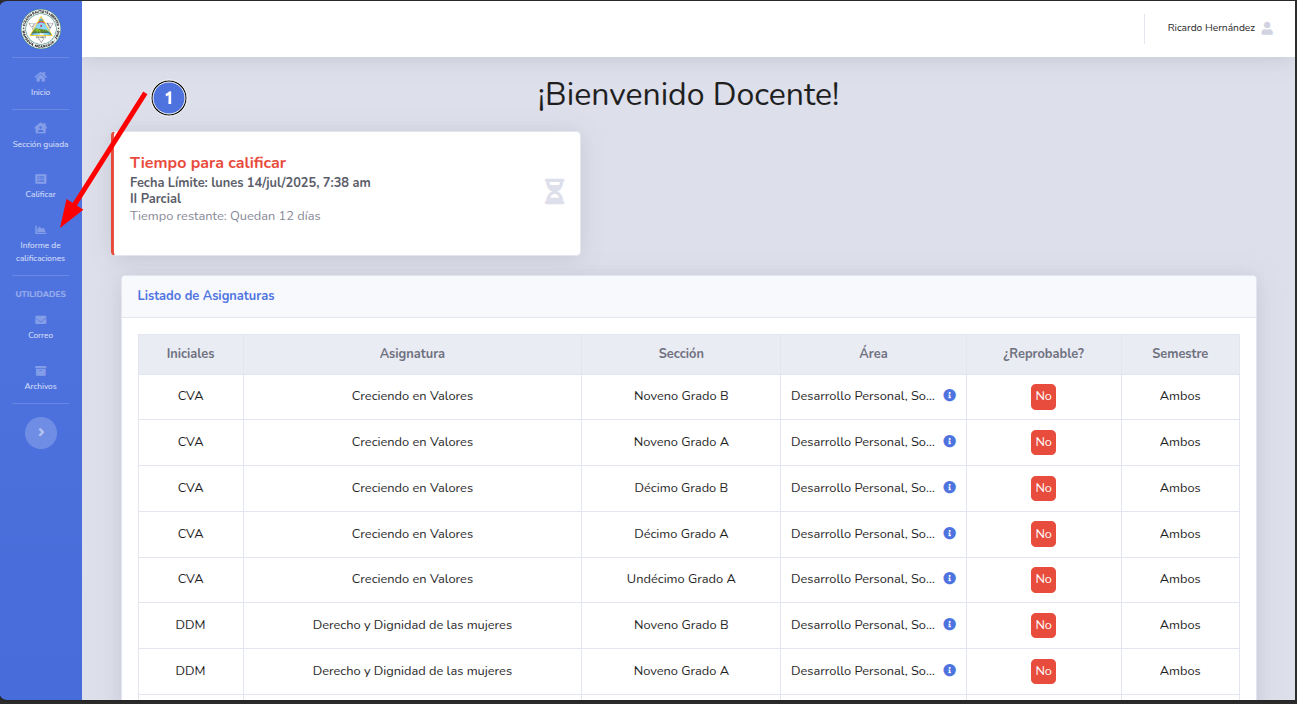 Ricardo Hernández
Inicio
Sección guiada
Calificar
Informe de
calificaciones
UTILIDADES
Correo
Archivos
1
¡Bienvenido Docente!
Tiempo para calificar
Fecha Límite: lunes 14/jul/2025, 7:38 am
II Parcial
Tiempo restante: Quedan 12 días
Listado de Asignaturas
Iniciales Asignatura Sección Área ¿Reprobable? Semestre
CVA Creciendo en Valores Noveno Grado B Desarrollo Personal, So... No Ambos
CVA Creciendo en Valores Noveno Grado A Desarrollo Personal, So... No Ambos
CVA Creciendo en Valores Décimo Grado B Desarrollo Personal, So... No Ambos
CVA Creciendo en Valores Décimo Grado A Desarrollo Personal, So... No Ambos
CVA Creciendo en Valores Undécimo Grado A Desarrollo Personal, So... No Ambos
DDM Derecho y Dignidad de las mujeres Noveno Grado B Desarrollo Personal, So... No Ambos
DDM Derecho y Dignidad de las mujeres Noveno Grado A Desarrollo Personal, So... No Ambos